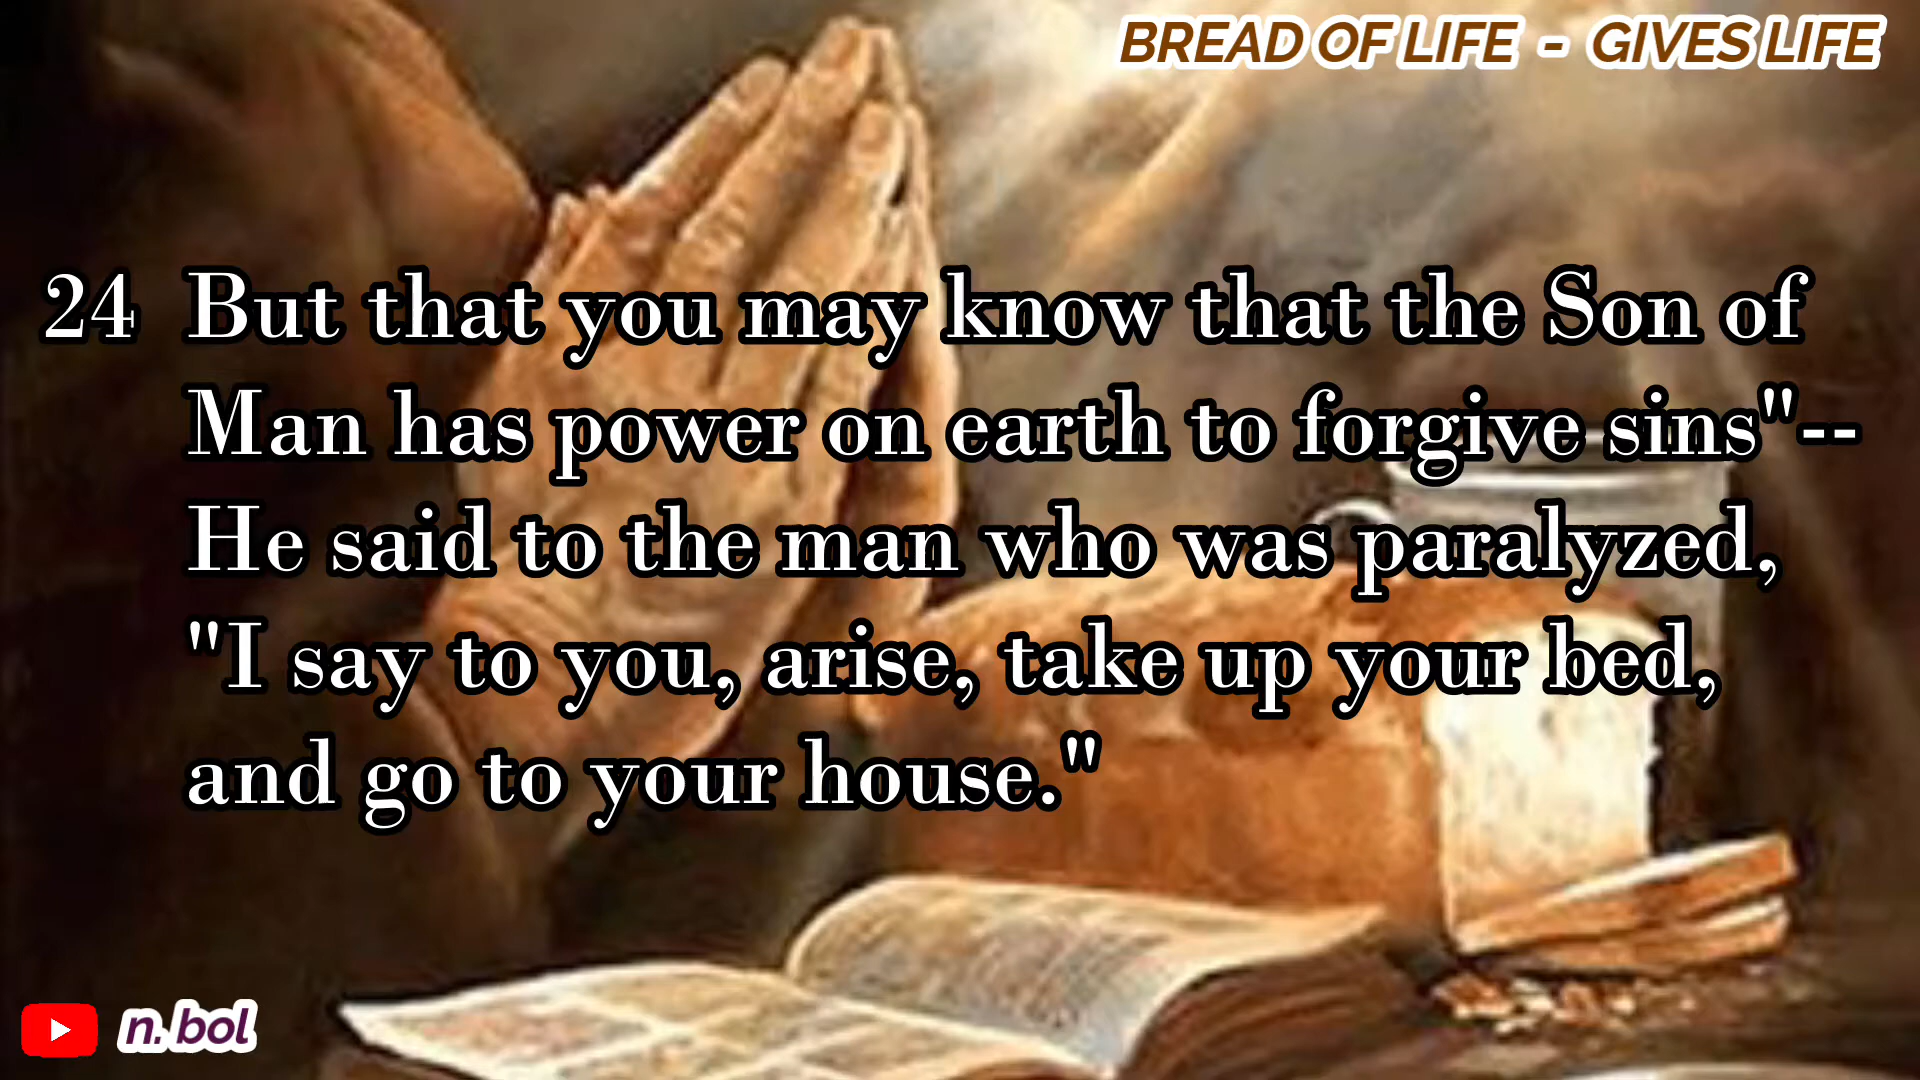 BREAD OF LIFE - GIVES LIFE
24 But that you may know that the Son of
Man has power on earth to forgive sins"--
He said to the man who was paralyzed,
"I say to you, arise, take up your bed,
and go to your house."
n. bol